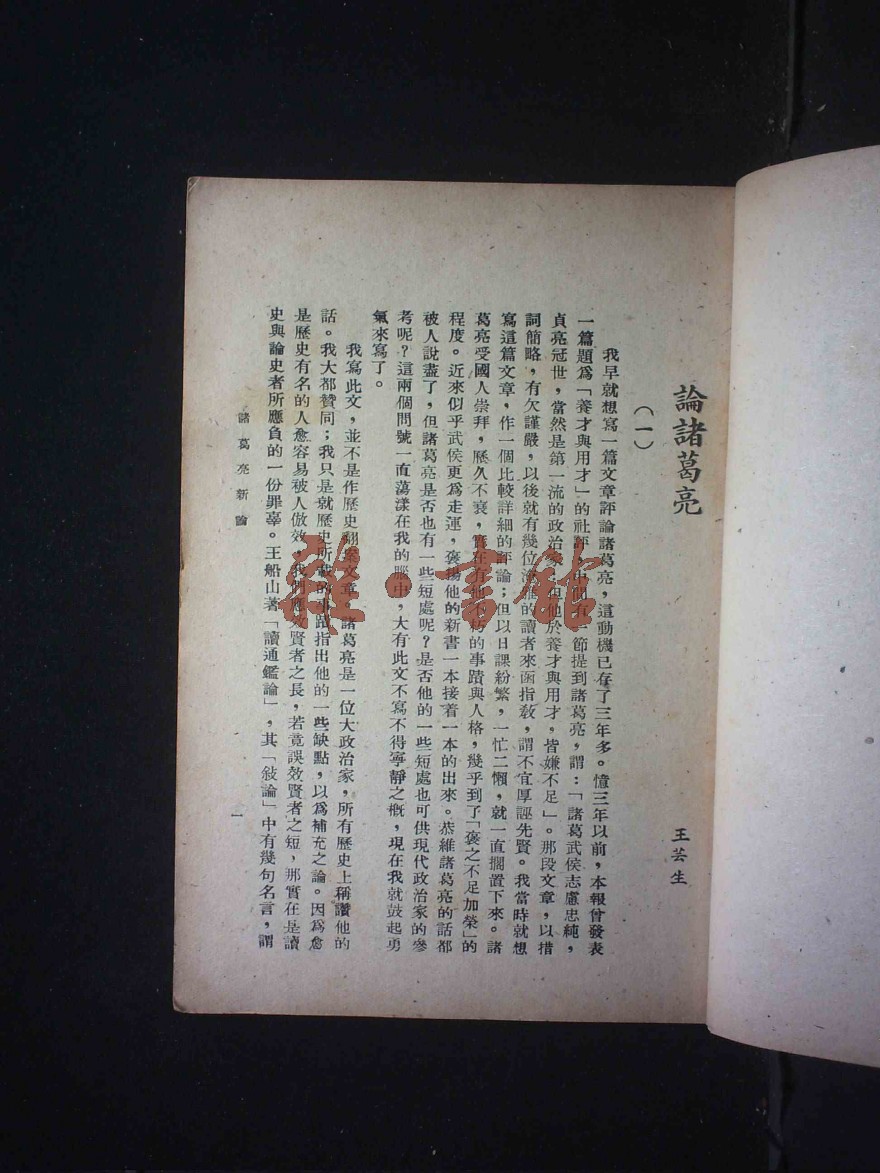 論諸葛亮
王芸生
（一）
我早就想寫一篇文章評論諸葛亮，這動機已存了三年多。憶三年以前，本報曾發表
一篇題爲「養才與用才」的社評，中間有一節提到諸葛亮，謂：「諸葛武侯志慮忠純，
貞亮冠世，當然是第一流的政治家，但他於養才與用才，皆嫌不足」。那段文章，以措
詞簡略，有欠謹嚴，以後就有幾位淹雅的讀者來函指教，謂不宜厚誣先賢。我當時就想
寫這篇文章，作一個比較詳細的評論；但以日課紛繁，一忙二懶，就一直擱置下來。諸
葛亮受國人崇拜，歷久不衰，實在有他不朽的事蹟與人格，幾乎到了「褒之不足加榮」的
程度。近來似乎武侯更爲走運，褒揚他的新書一本接着一本的出來。恭維諸葛亮的話都
被人說盡了，但諸葛亮是否也有一些短處呢？是否他的一些短處也可供現代政治家的參
考呢？這兩個問號一直蕩漾在我的腦中，大有此文不寫不得寧靜之槪，現在我就鼓起勇
氣來寫了。
我寫此文，並不是作歷史翻案文章，諸葛亮是一位大政治家，所有歷史上稱讚他的
話。我大都贊同；我只是就歷史所載的事蹟指出他的一些缺點，以爲補充之論。因爲愈
是歷史有名的人愈容易被人倣效，我們應效賢者之長，若竟誤效賢者之短，那實在是讀
史與論史者所應負的一份罪辜。王船山著「讀通鑑論」，其「敍論」中有幾句名言，謂
諸葛亮新論
一
雅·書館